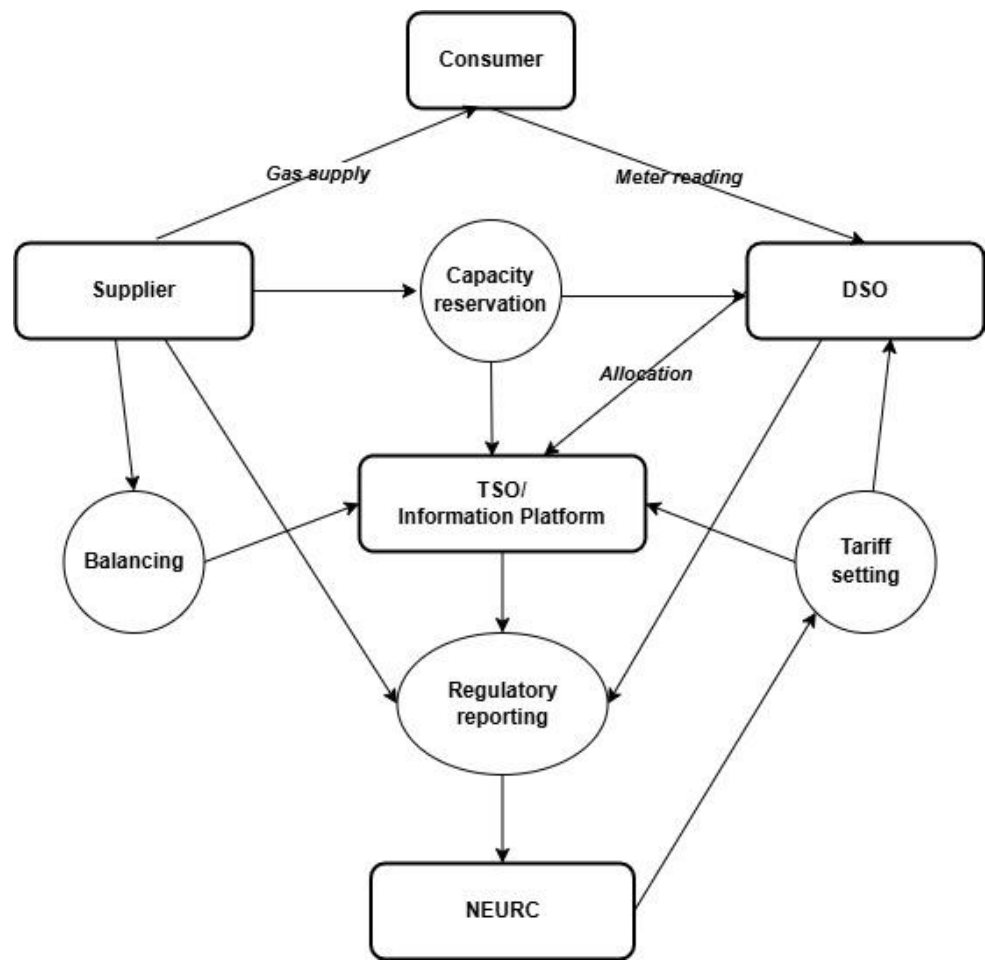 Consumer
Gas supply
Meter reading
Supplier
Capacity
reservation
DSO
Allocation
TSO/
Information Platform
Balancing
Tariff
setting
Regulatory
reporting
NEURC